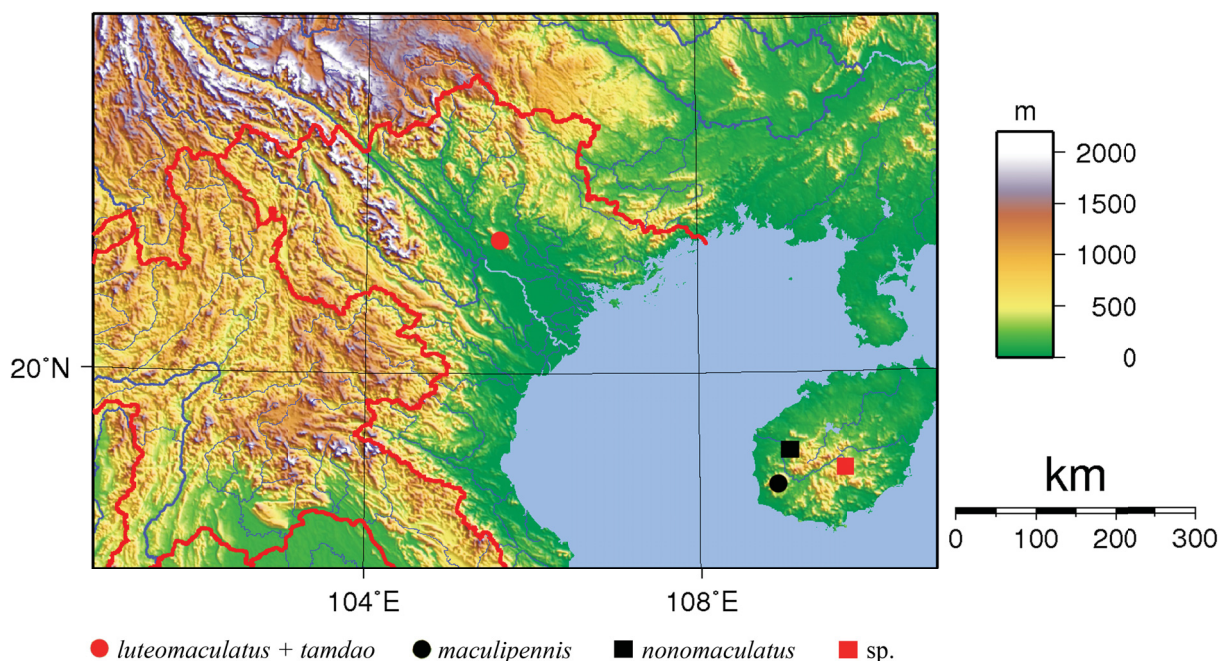 m
2000
1500
1000
500
0
20°N
km
0 100 200 300
104°E 108°E
luteomaculatus + tamdao maculipennis nonomaculatus sp.